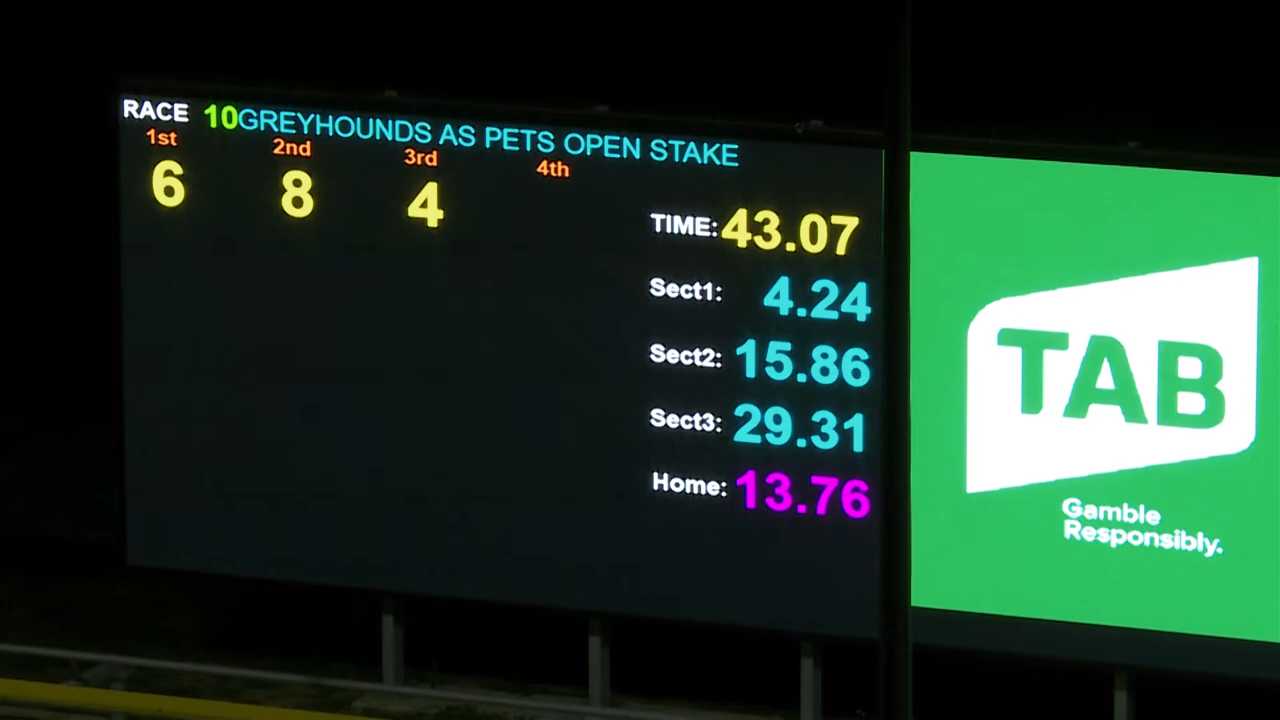 RACE 10GREYHOUNDS AS PETS OPEN STAKE
1st 2nd 3rd 4th
6 8 4
TIME: 43.07
Sect1: 4.24
Sect2: 15.86
Sect3: 29.31
Home: 13.76
TAB
Gamble
Responsibly.